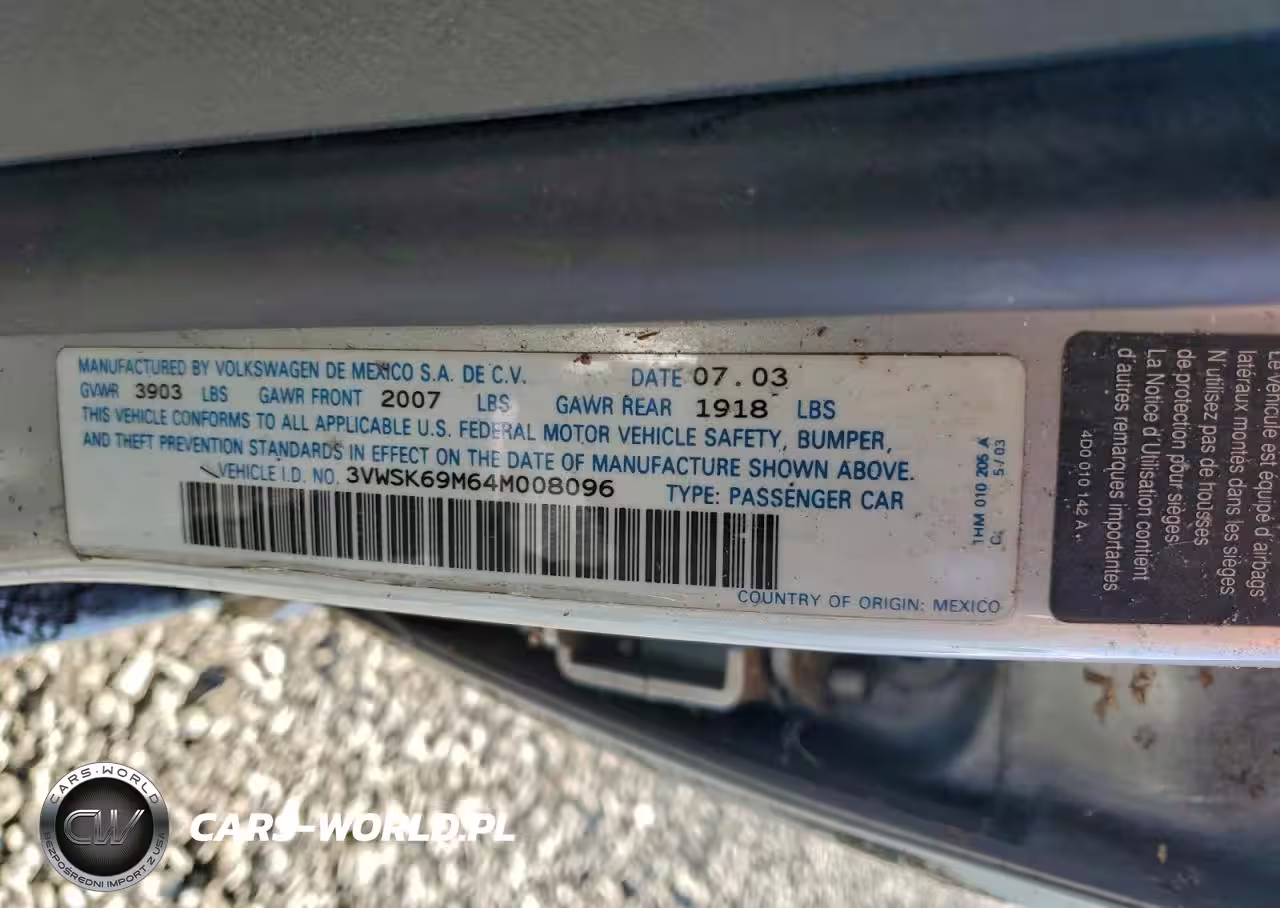 MANUFACTURED BY VOLKSWAGEN DE MEXICO S.A. DE C.V. DATE 07.03
GVWR 3903 LBS GAWR FRONT 2007 LBS GAWR REAR 1918 LBS
THIS VEHICLE CONFORMS TO ALL APPLICABLE U.S. FEDERAL MOTOR VEHICLE SAFETY, BUMPER,
AND THEFT PREVENTION STANDARDS IN EFFECT ON THE DATE OF MANUFACTURE SHOWN ABOVE.
VEHICLE I.D. NO. 3VWSK69M64M008096 TYPE: PASSENGER CAR
COUNTRY OF ORIGIN: MEXICO
1HM 010 206 A
5/03
Le véhicule est équipé d'airbags
latéraux montés dans les sièges
N'utilisez pas de housses
de protection pour sièges
La Notice d'Utilisation contient
d'autres remarques importantes
4D0 010 142 A
CARS-WORLD
CW
BEZPOŚREDNI IMPORT Z USA
CARS-WORLD.PL